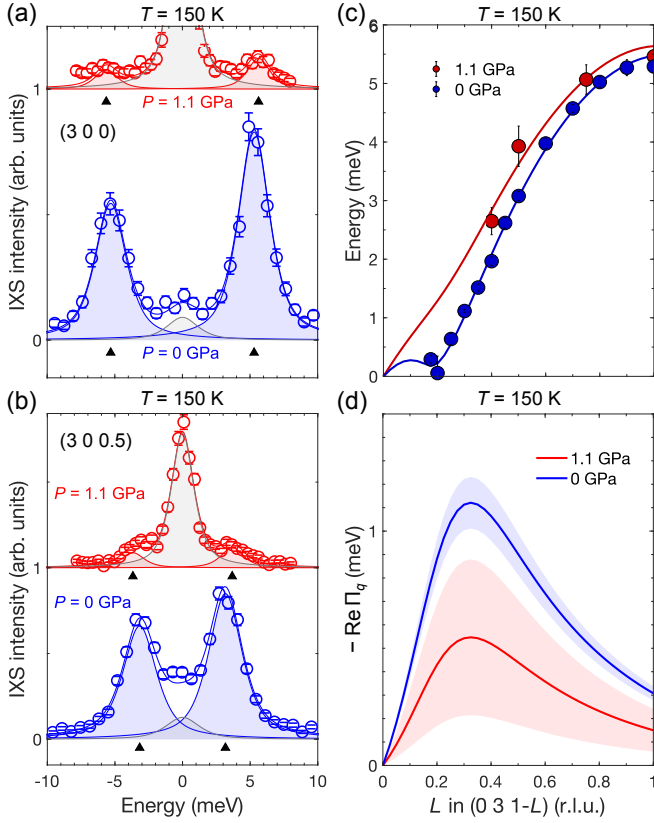 (a)
T = 150 K
IXS intensity (arb. units)
1
0
P = 1.1 GPa
(3 0 0)
P = 0 GPa
(b)
T = 150 K
IXS intensity (arb. units)
1
0
(3 0 0.5)
P = 1.1 GPa
P = 0 GPa
-10 -5 0 5 10
Energy (meV)
(c)
T = 150 K
Energy (meV)
6
5
4
3
2
1
0
1.1 GPa
0 GPa
(d)
T = 150 K
− Re Πq (meV)
1
0
1.1 GPa
0 GPa
0 0.2 0.4 0.6 0.8 1
L in (0 3 1-L) (r.l.u.)